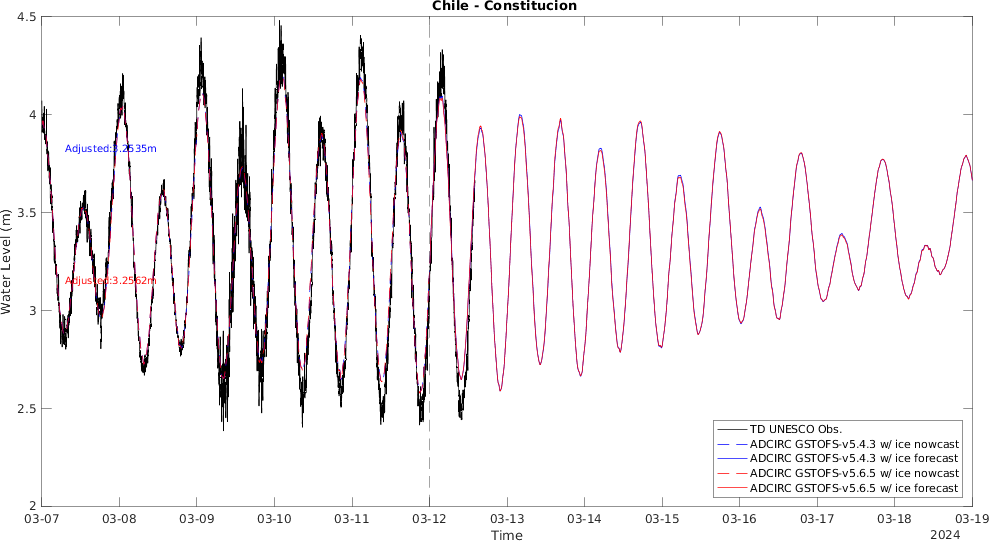 Chile - Constitucion
4.5
4
3.5
3
2.5
2
Water Level (m)
Adjusted:3.2535m
Adjusted:3.2562m
TD UNESCO Obs.
ADCIRC GSTOFS-v5.4.3 w/ ice nowcast
ADCIRC GSTOFS-v5.4.3 w/ ice forecast
ADCIRC GSTOFS-v5.6.5 w/ ice nowcast
ADCIRC GSTOFS-v5.6.5 w/ ice forecast
03-07 03-08 03-09 03-10 03-11 03-12 03-13 03-14 03-15 03-16 03-17 03-18 03-19
Time
2024